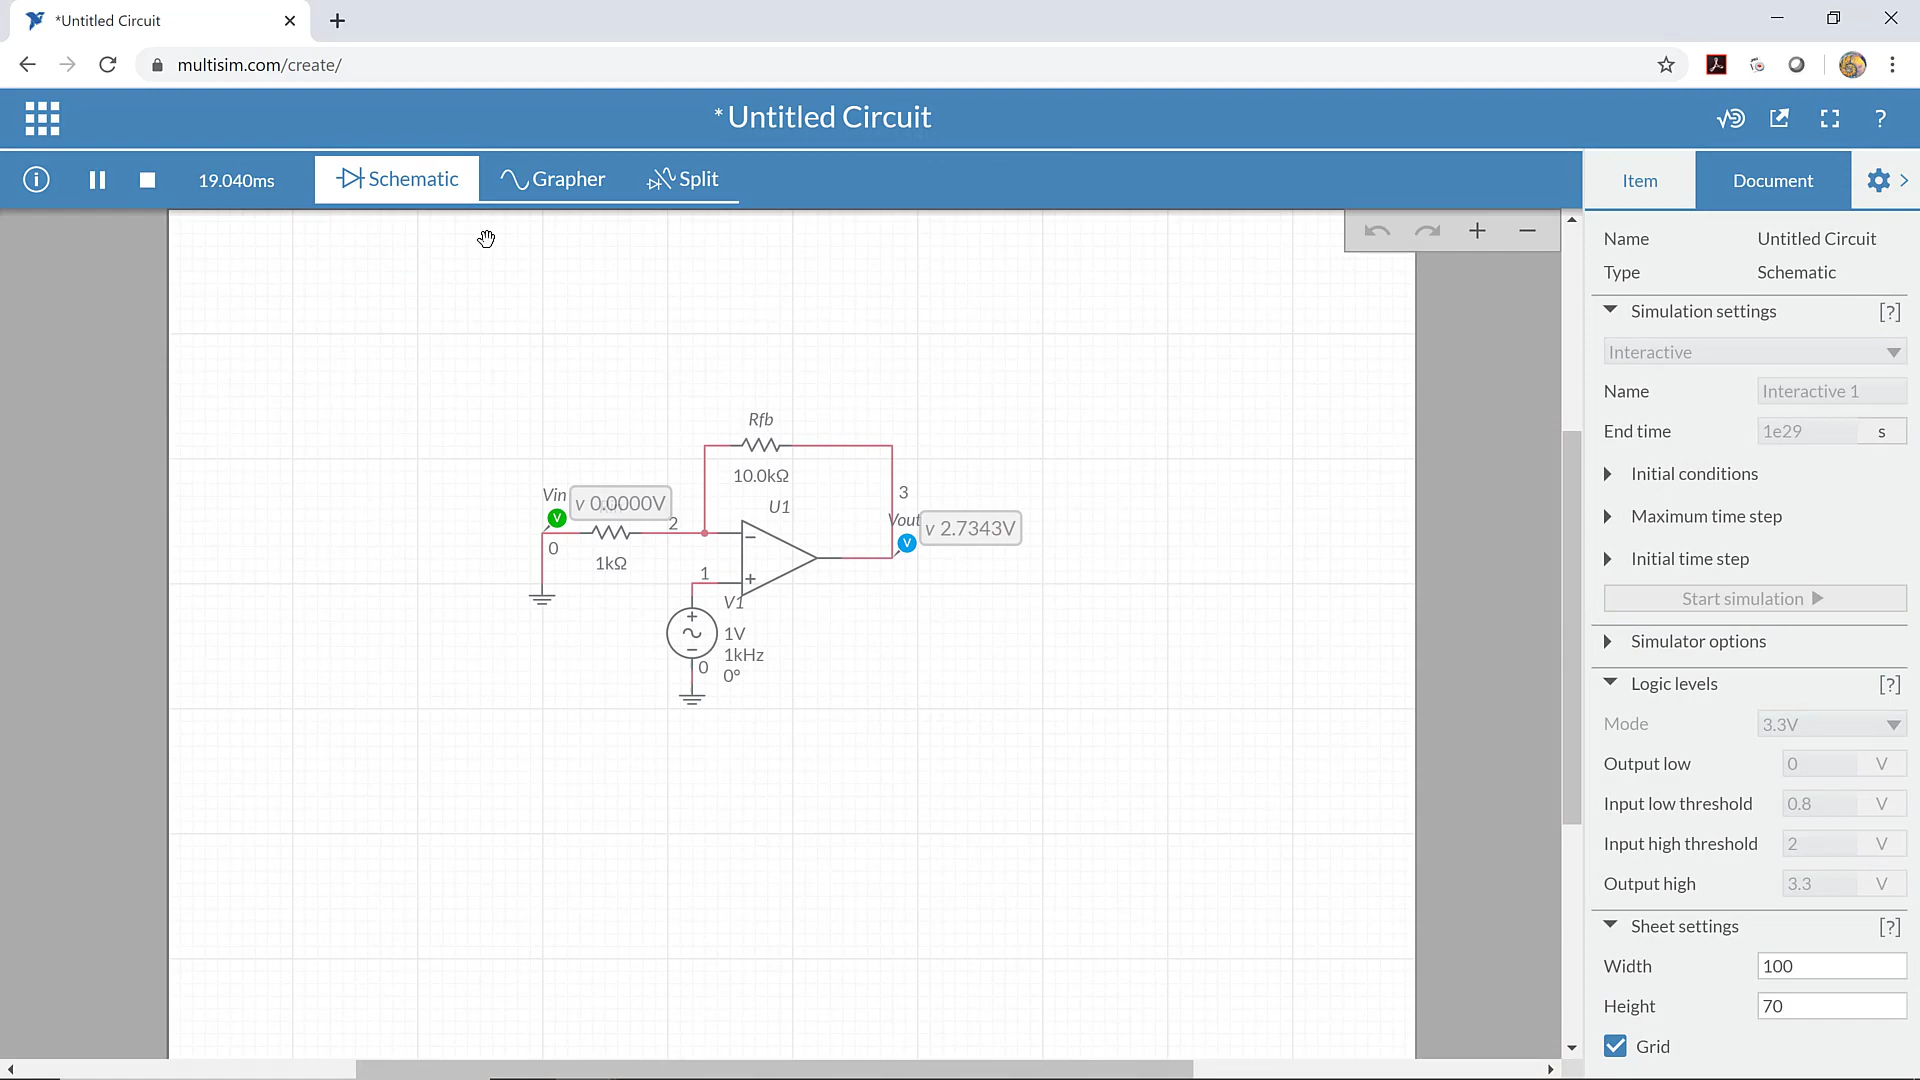 *Untitled Circuit
multisim.com/create/
* Untitled Circuit
?
19.040ms
Schematic
Grapher
Split
Item
Document
Name Untitled Circuit
Type Schematic
Simulation settings [?]
Interactive
Name Interactive 1
End time 1e29 s
Initial conditions
Maximum time step
Initial time step
Start simulation
Simulator options
Logic levels [?]
Mode 3.3V
Output low 0 V
Input low threshold 0.8 V
Input high threshold 2 V
Output high 3.3 V
Sheet settings [?]
Width 100
Height 70
Grid
Rfb
10.0kΩ
U1
3
Vin
v 0.0000V
V
2
0
1kΩ
Vout
v 2.7343V
V
1
V1
1V
1kHz
0°
0